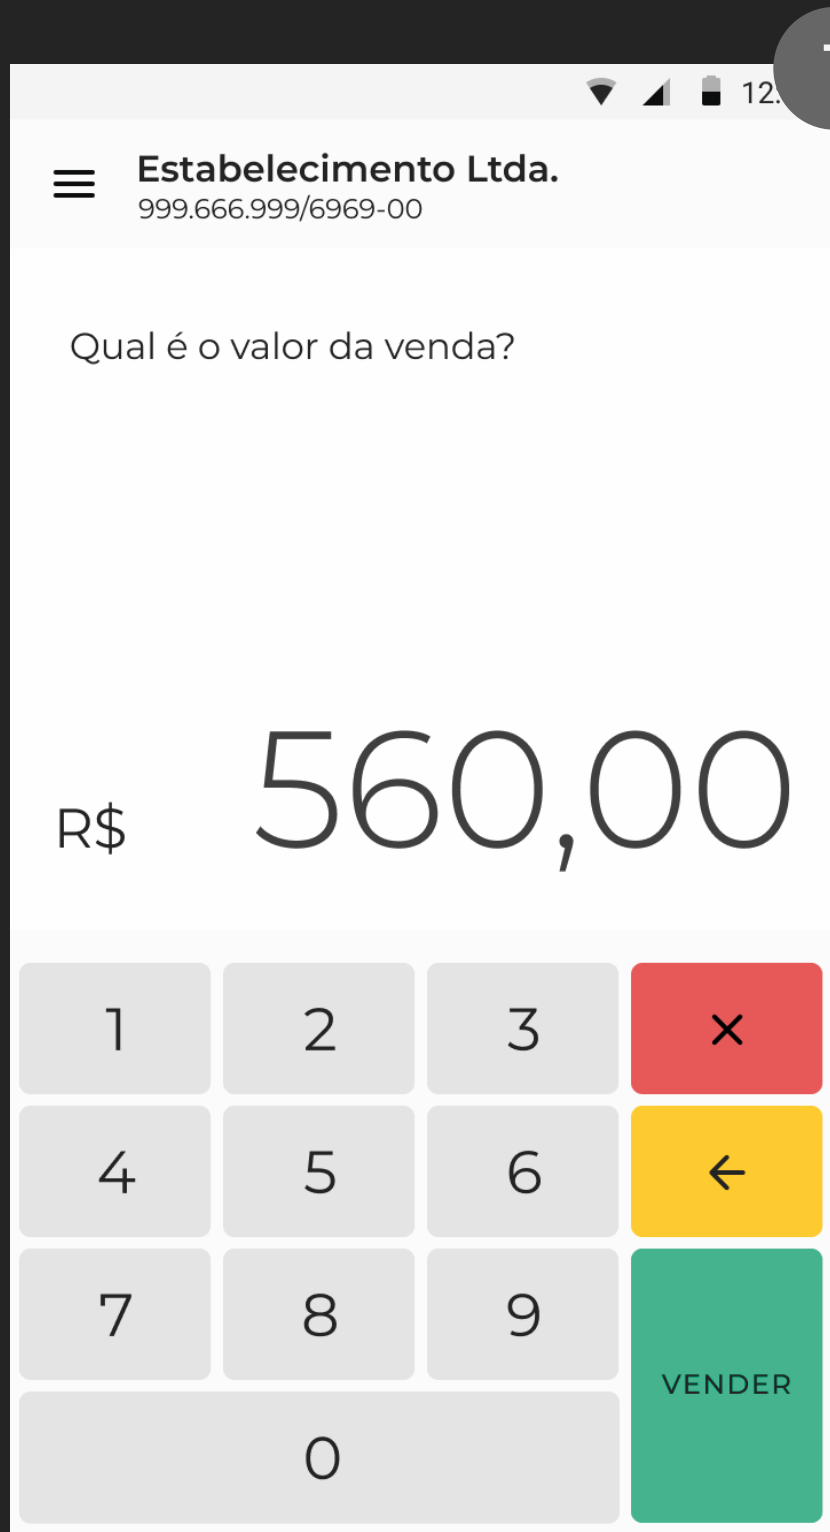 Estabelecimento Ltda.
999.666.999/6969-00
Qual é o valor da venda?
R$ 560,00
1 2 3
4 5 6
7 8 9
VENDER
0